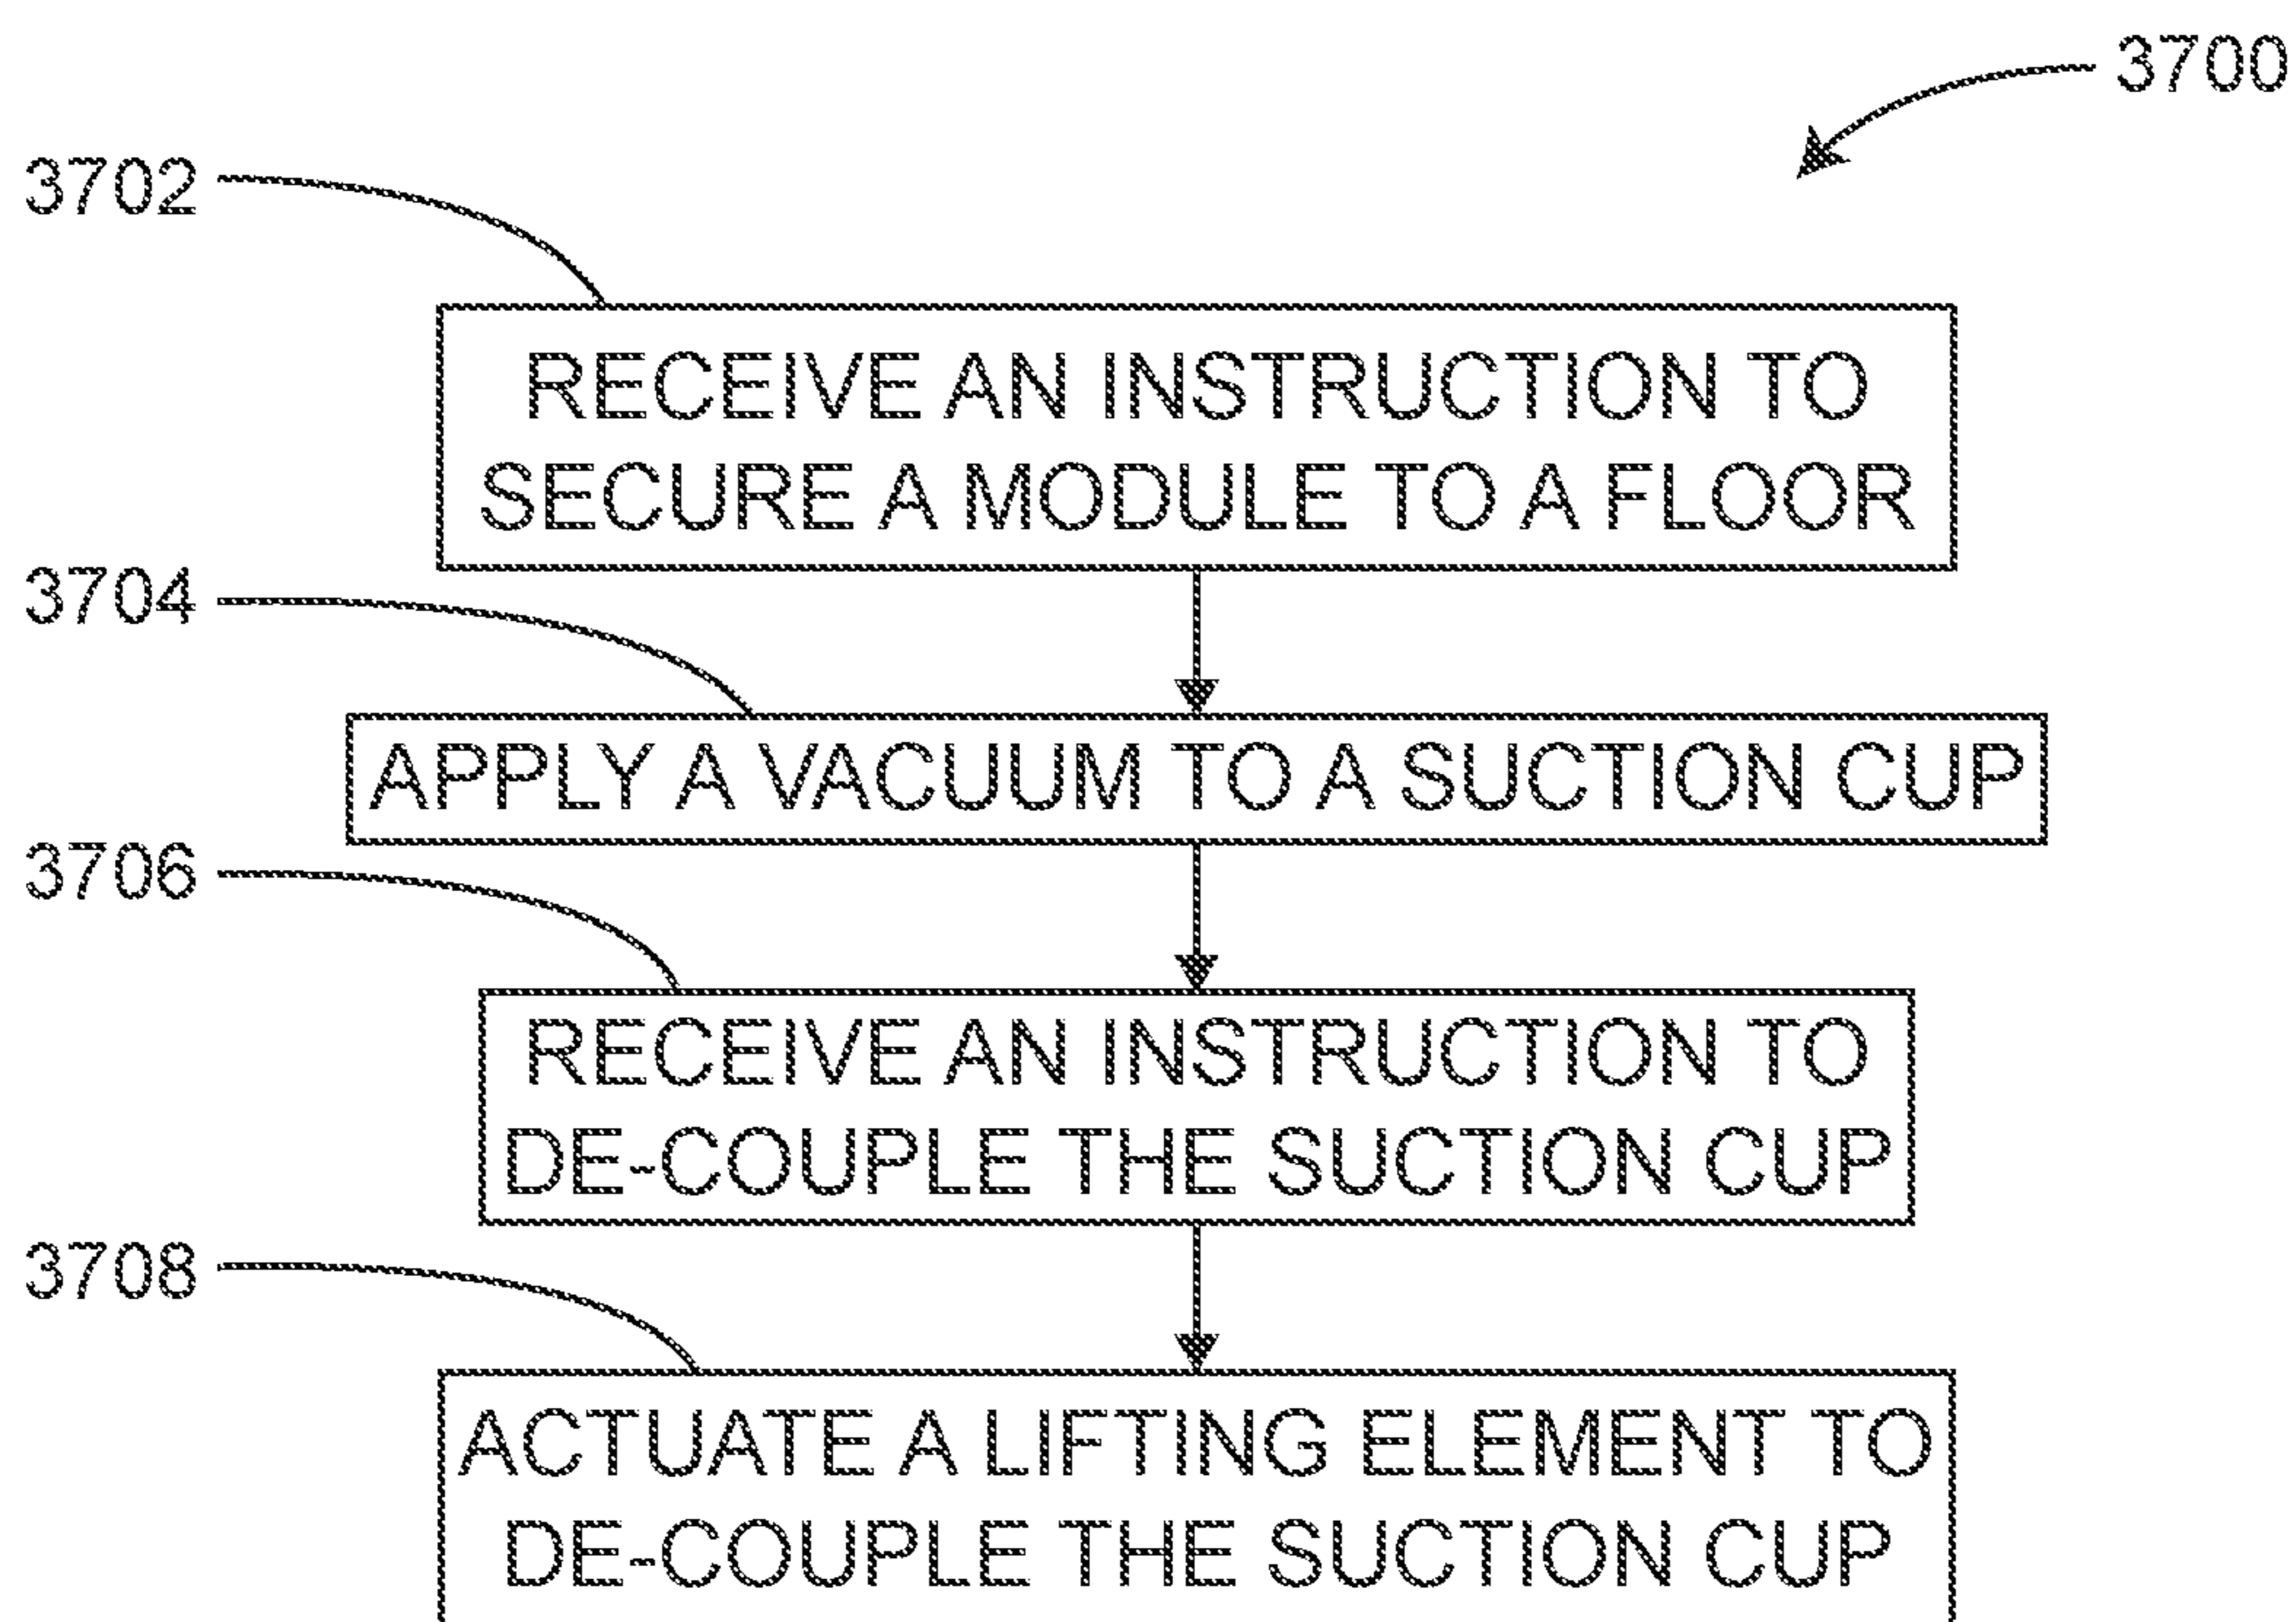 3700
3702
RECEIVE AN INSTRUCTION TO
SECURE A MODULE TO A FLOOR
3704
APPLY A VACUUM TO A SUCTION CUP
3706
RECEIVE AN INSTRUCTION TO
DE-COUPLE THE SUCTION CUP
3708
ACTUATE A LIFTING ELEMENT TO
DE-COUPLE THE SUCTION CUP